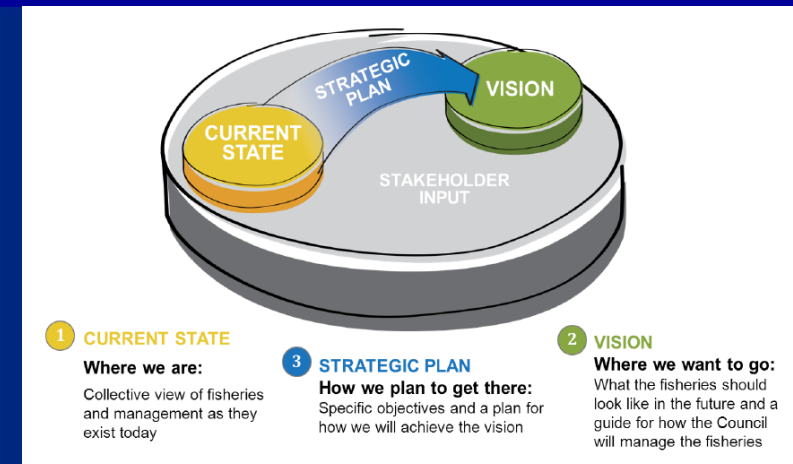 STRATEGIC
PLAN
VISION
CURRENT
STATE
STAKEHOLDER
INPUT
1 CURRENT STATE
Where we are:
Collective view of fisheries
and management as they
exist today
3 STRATEGIC PLAN
How we plan to get there:
Specific objectives and a plan for
how we will achieve the vision
2 VISION
Where we want to go:
What the fisheries should
look like in the future and a
guide for how the Council
will manage the fisheries